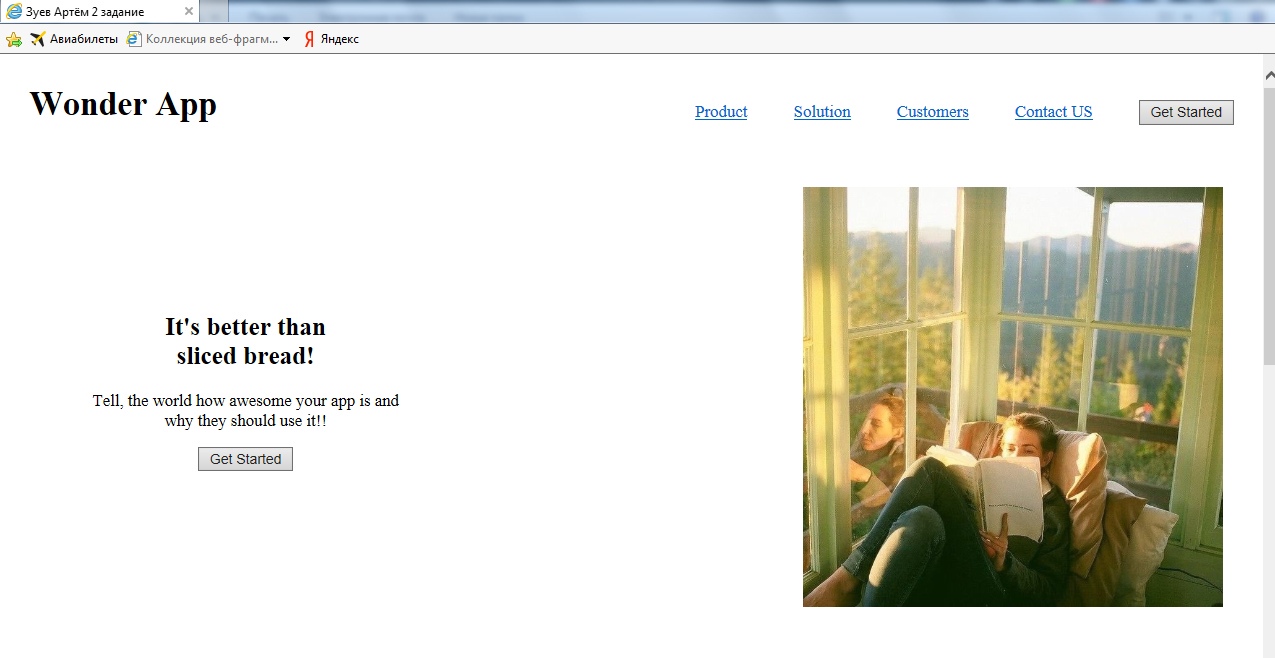 Зуев Артём 2 задание
Авиабилеты Коллекция веб-фрагм... Яндекс
Wonder App
Product Solution Customers Contact US Get Started
It's better than
sliced bread!
Tell, the world how awesome your app is and
why they should use it!!
Get Started